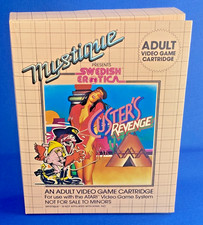 Mystique
PRESENTS
SWEDISH
EROTICA
ADULT
VIDEO GAME
CARTRIDGE
CUSTER'S
REVENGE
AN ADULT VIDEO GAME CARTRIDGE
For use with the ATARI Video Game System
NOT FOR SALE TO MINORS